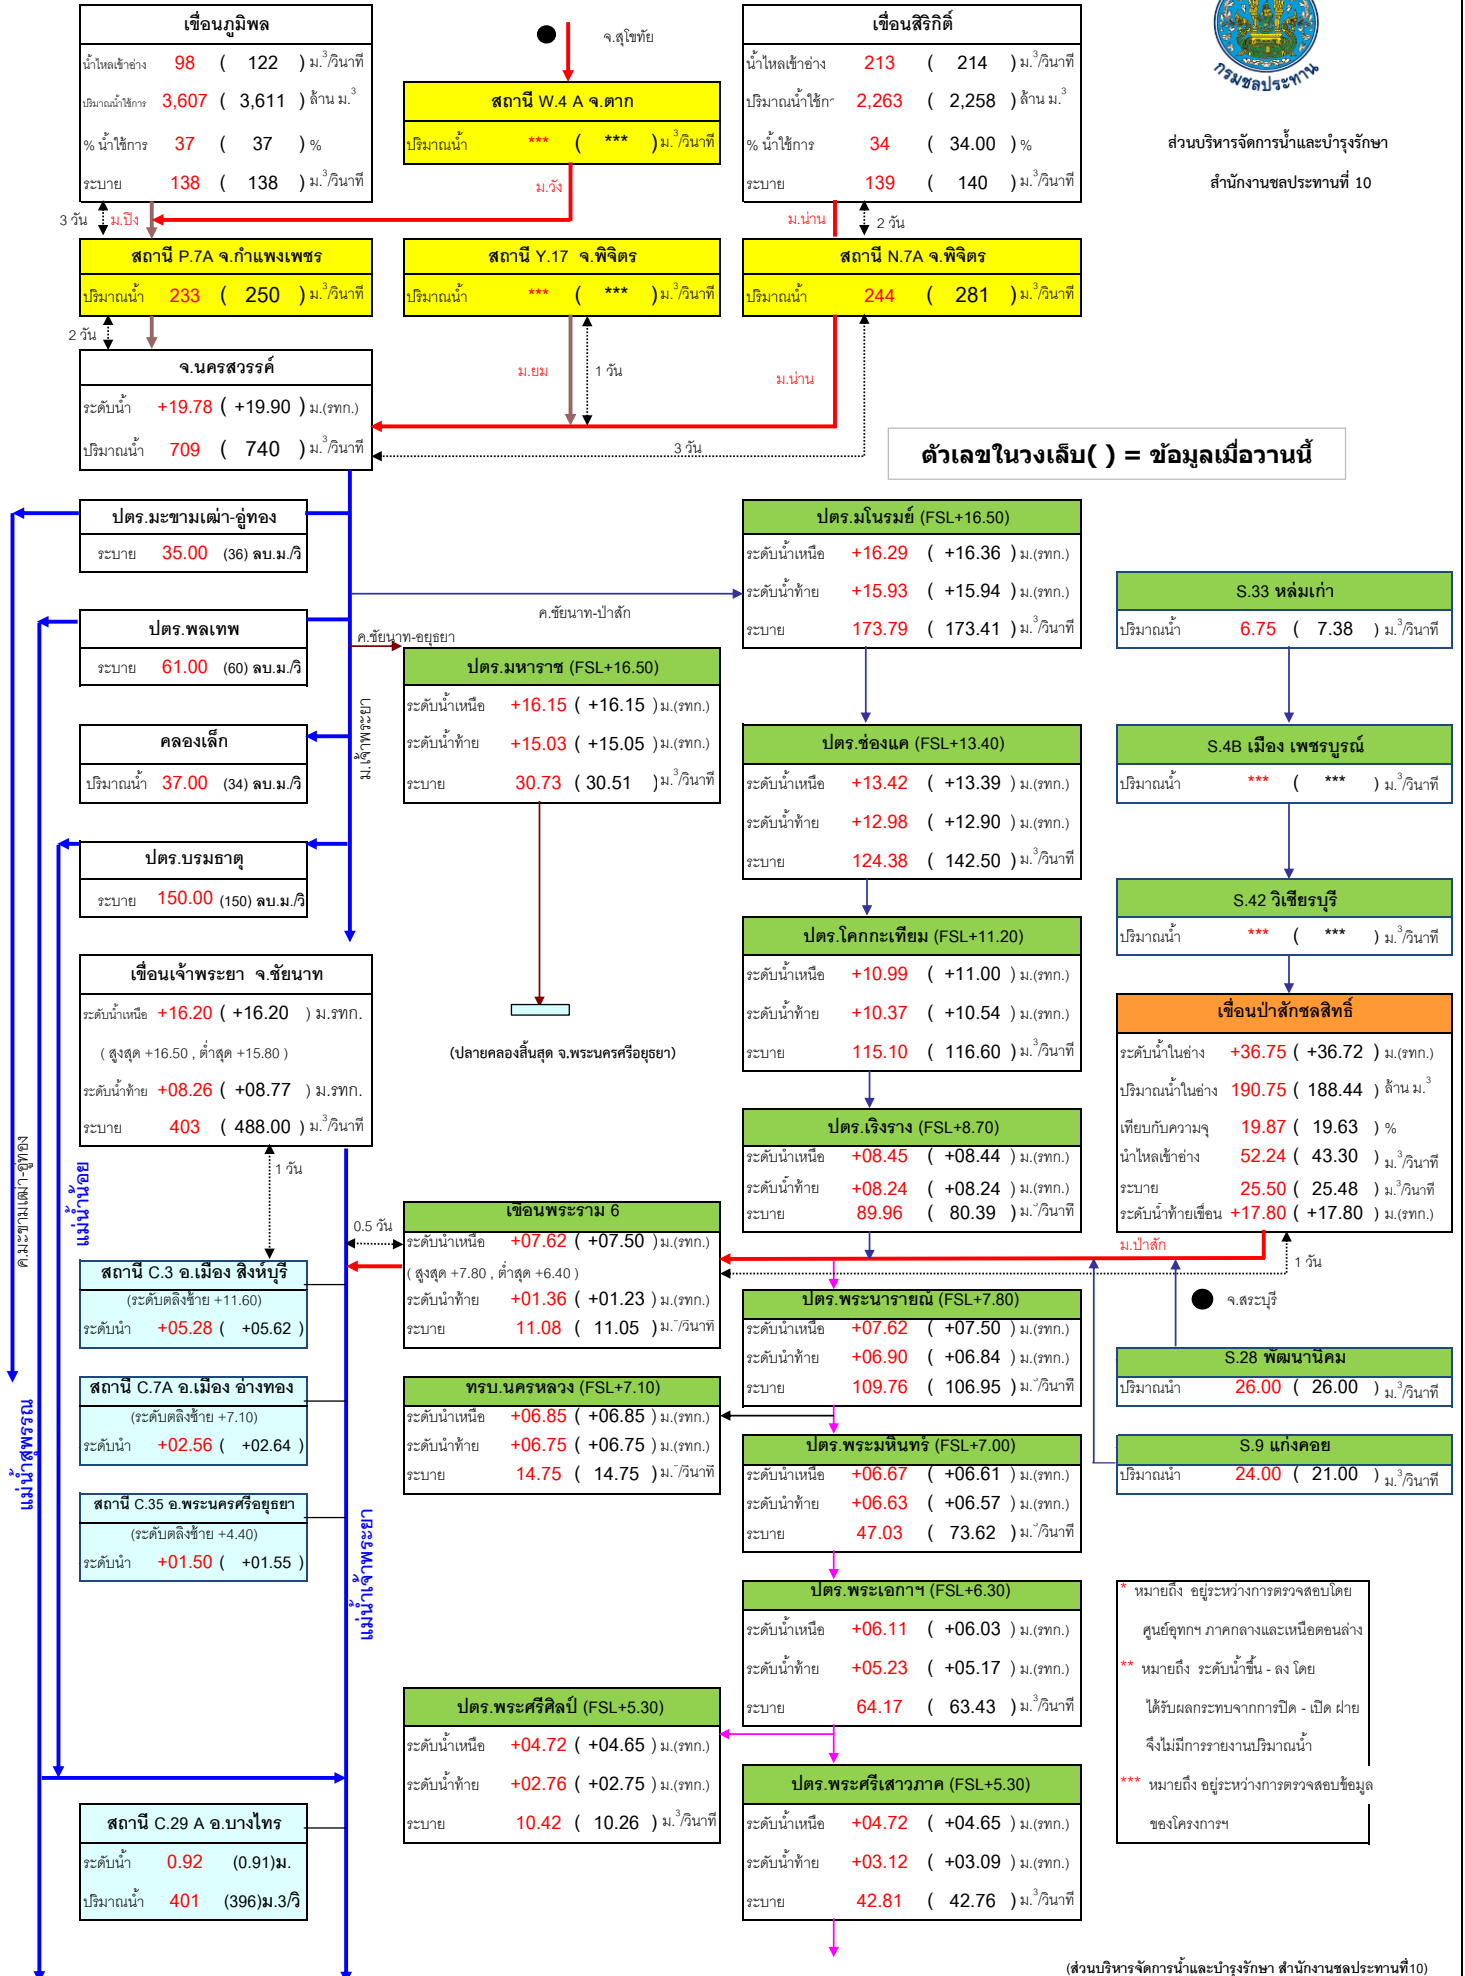 เขื่อนภูมิพล
น้ำไหลเข้าอ่าง 98 ( 122 ) ม.³/วินาที
ปริมาณน้ำใช้การ 3,607 ( 3,611 ) ล้าน ม.³
% น้ำใช้การ 37 ( 37 ) %
ระบาย 138 ( 138 ) ม.³/วินาที
จ.สุโขทัย
สถานี W.4 A จ.ตาก
ปริมาณน้ำ *** ( *** ) ม.³/วินาที
เขื่อนสิริกิติ์
น้ำไหลเข้าอ่าง 213 ( 214 ) ม.³/วินาที
ปริมาณน้ำใช้กา 2,263 ( 2,258 ) ล้าน ม.³
% น้ำใช้การ 34 ( 34.00 ) %
ระบาย 139 ( 140 ) ม.³/วินาที
กรมชลประทาน
ส่วนบริหารจัดการน้ำและบำรุงรักษา
สำนักงานชลประทานที่ 10
3 วัน
ม.ปิง
ม.วัง
ม.น่าน
2 วัน
สถานี P.7A จ.กำแพงเพชร
ปริมาณน้ำ 233 ( 250 ) ม.³/วินาที
สถานี Y.17 จ.พิจิตร
ปริมาณน้ำ *** ( *** ) ม.³/วินาที
สถานี N.7A จ.พิจิตร
ปริมาณน้ำ 244 ( 281 ) ม.³/วินาที
2 วัน
ม.ยม
1 วัน
ม.น่าน
จ.นครสวรรค์
ระดับน้ำ +19.78 ( +19.90 ) ม.(รทก.)
ปริมาณน้ำ 709 ( 740 ) ม.³/วินาที
3 วัน
ตัวเลขในวงเล็บ( ) = ข้อมูลเมื่อวานนี้
ปตร.มะขามเฒ่า-อู่ทอง
ระบาย 35.00 (36) ลบ.ม./วิ
ปตร.พลเทพ
ระบาย 61.00 (60) ลบ.ม./วิ
คลองเล็ก
ปริมาณน้ำ 37.00 (34) ลบ.ม./วิ
ปตร.บรมธาตุ
ระบาย 150.00 (150) ลบ.ม./วิ
ค.ชัยนาท-ป่าสัก
ค.ชัยนาท-อยุธยา
ม.เจ้าพระยา
ปตร.มหาราช (FSL+16.50)
ระดับน้ำเหนือ +16.15 ( +16.15 ) ม.(รทก.)
ระดับน้ำท้าย +15.03 ( +15.05 ) ม.(รทก.)
ระบาย 30.73 ( 30.51 ) ม.³/วินาที
(ปลายคลองสิ้นสุด จ.พระนครศรีอยุธยา)
ปตร.มโนรมย์ (FSL+16.50)
ระดับน้ำเหนือ +16.29 ( +16.36 ) ม.(รทก.)
ระดับน้ำท้าย +15.93 ( +15.94 ) ม.(รทก.)
ระบาย 173.79 ( 173.41 ) ม.³/วินาที
ปตร.ช่องแค (FSL+13.40)
ระดับน้ำเหนือ +13.42 ( +13.39 ) ม.(รทก.)
ระดับน้ำท้าย +12.98 ( +12.90 ) ม.(รทก.)
ระบาย 124.38 ( 142.50 ) ม.³/วินาที
ปตร.โคกกะเทียม (FSL+11.20)
ระดับน้ำเหนือ +10.99 ( +11.00 ) ม.(รทก.)
ระดับน้ำท้าย +10.37 ( +10.54 ) ม.(รทก.)
ระบาย 115.10 ( 116.60 ) ม.³/วินาที
ปตร.เริงราง (FSL+8.70)
ระดับน้ำเหนือ +08.45 ( +08.44 ) ม.(รทก.)
ระดับน้ำท้าย +08.24 ( +08.24 ) ม.(รทก.)
ระบาย 89.96 ( 80.39 ) ม.³/วินาที
S.33 หล่มเก่า
ปริมาณน้ำ 6.75 ( 7.38 ) ม.³/วินาที
S.4B เมือง เพชรบูรณ์
ปริมาณน้ำ *** ( *** ) ม.³/วินาที
S.42 วิเชียรบุรี
ปริมาณน้ำ *** ( *** ) ม.³/วินาที
เขื่อนป่าสักชลสิทธิ์
ระดับน้ำในอ่าง +36.75 ( +36.72 ) ม.(รทก.)
ปริมาณน้ำในอ่าง 190.75 ( 188.44 ) ล้าน ม.³
เทียบกับความจุ 19.87 ( 19.63 ) %
น้ำไหลเข้าอ่าง 52.24 ( 43.30 ) ม.³/วินาที
ระบาย 25.50 ( 25.48 ) ม.³/วินาที
ระดับน้ำท้ายเขื่อน +17.80 ( +17.80 ) ม.(รทก.)
เขื่อนเจ้าพระยา จ.ชัยนาท
ระดับน้ำเหนือ +16.20 ( +16.20 ) ม.รทก.
( สูงสุด +16.50 , ต่ำสุด +15.80 )
ระดับน้ำท้าย +08.26 ( +08.77 ) ม.รทก.
ระบาย 403 ( 488.00 ) ม.³/วินาที
ค.มะขามเฒ่า-อู่ทอง
แม่น้ำน้อย
1 วัน
0.5 วัน
เขื่อนพระราม 6
ระดับน้ำเหนือ +07.62 ( +07.50 ) ม.(รทก.)
( สูงสุด +7.80 , ต่ำสุด +6.40 )
ระดับน้ำท้าย +01.36 ( +01.23 ) ม.(รทก.)
ระบาย 11.08 ( 11.05 ) ม.³/วินาที
ม.ป่าสัก
1 วัน
จ.สระบุรี
สถานี C.3 อ.เมือง สิงห์บุรี
(ระดับตลิ่งซ้าย +11.60)
ระดับน้ำ +05.28 ( +05.62 )
สถานี C.7A อ.เมือง อ่างทอง
(ระดับตลิ่งซ้าย +7.10)
ระดับน้ำ +02.56 ( +02.64 )
สถานี C.35 อ.พระนครศรีอยุธยา
(ระดับตลิ่งซ้าย +4.40)
ระดับน้ำ +01.50 ( +01.55 )
แม่น้ำสุพรรณ
แม่น้ำเจ้าพระยา
ทรบ.นครหลวง (FSL+7.10)
ระดับน้ำเหนือ +06.85 ( +06.85 ) ม.(รทก.)
ระดับน้ำท้าย +06.75 ( +06.75 ) ม.(รทก.)
ระบาย 14.75 ( 14.75 ) ม.³/วินาที
ปตร.พระนารายณ์ (FSL+7.80)
ระดับน้ำเหนือ +07.62 ( +07.50 ) ม.(รทก.)
ระดับน้ำท้าย +06.90 ( +06.84 ) ม.(รทก.)
ระบาย 109.76 ( 106.95 ) ม.³/วินาที
ปตร.พระมหินทร์ (FSL+7.00)
ระดับน้ำเหนือ +06.67 ( +06.61 ) ม.(รทก.)
ระดับน้ำท้าย +06.63 ( +06.57 ) ม.(รทก.)
ระบาย 47.03 ( 73.62 ) ม.³/วินาที
S.28 พัฒนานิคม
ปริมาณน้ำ 26.00 ( 26.00 ) ม.³/วินาที
S.9 แก่งคอย
ปริมาณน้ำ 24.00 ( 21.00 ) ม.³/วินาที
ปตร.พระเอกาฯ (FSL+6.30)
ระดับน้ำเหนือ +06.11 ( +06.03 ) ม.(รทก.)
ระดับน้ำท้าย +05.23 ( +05.17 ) ม.(รทก.)
ระบาย 64.17 ( 63.43 ) ม.³/วินาที
ปตร.พระศรีศิลป์ (FSL+5.30)
ระดับน้ำเหนือ +04.72 ( +04.65 ) ม.(รทก.)
ระดับน้ำท้าย +02.76 ( +02.75 ) ม.(รทก.)
ระบาย 10.42 ( 10.26 ) ม.³/วินาที
ปตร.พระศรีเสาวภาค (FSL+5.30)
ระดับน้ำเหนือ +04.72 ( +04.65 ) ม.(รทก.)
ระดับน้ำท้าย +03.12 ( +03.09 ) ม.(รทก.)
ระบาย 42.81 ( 42.76 ) ม.³/วินาที
* หมายถึง อยู่ระหว่างการตรวจสอบโดย
ศูนย์อุทกฯ ภาคกลางและเหนือตอนล่าง
** หมายถึง ระดับน้ำขึ้น - ลง โดย
ได้รับผลกระทบจากการปิด - เปิด ฝาย
จึงไม่มีการรายงานปริมาณน้ำ
*** หมายถึง อยู่ระหว่างการตรวจสอบข้อมูล
ของโครงการฯ
สถานี C.29 A อ.บางไทร
ระดับน้ำ 0.92 (0.91)ม.
ปริมาณน้ำ 401 (396)ม.3/วิ
(ส่วนบริหารจัดการน้ำและบำรุงรักษา สำนักงานชลประทานที่10)